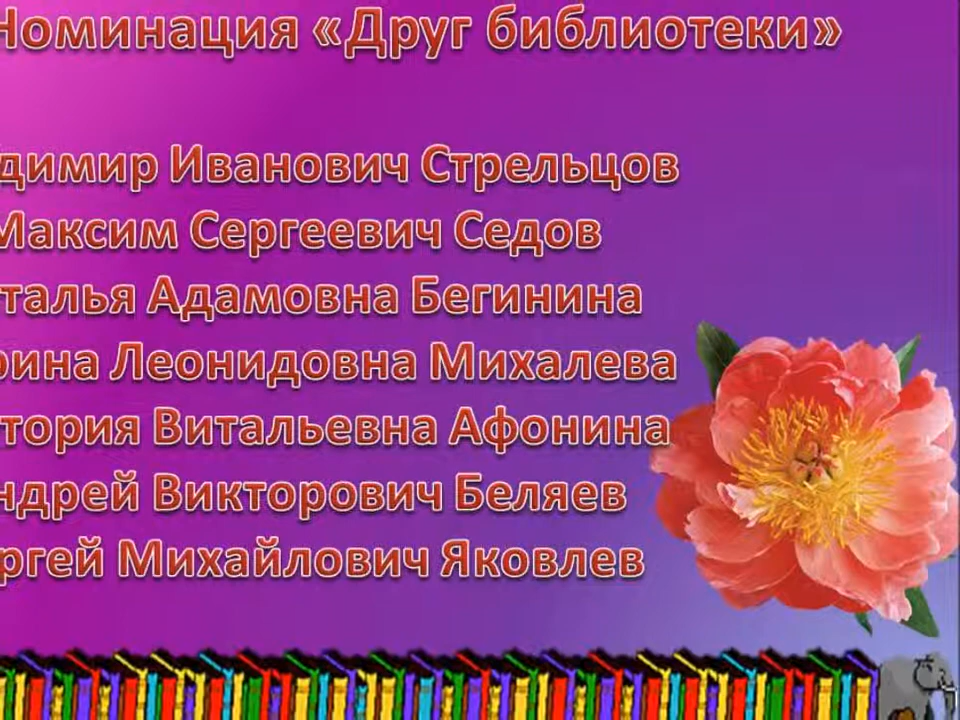 Номинация «Друг библиотеки»
димир Иванович Стрельцов
Максим Сергеевич Седов
талья Адамовна Бегинина
рина Леонидовна Михалева
тория Витальевна Афонина
ндрей Викторович Беляев
ргей Михайлович Яковлев